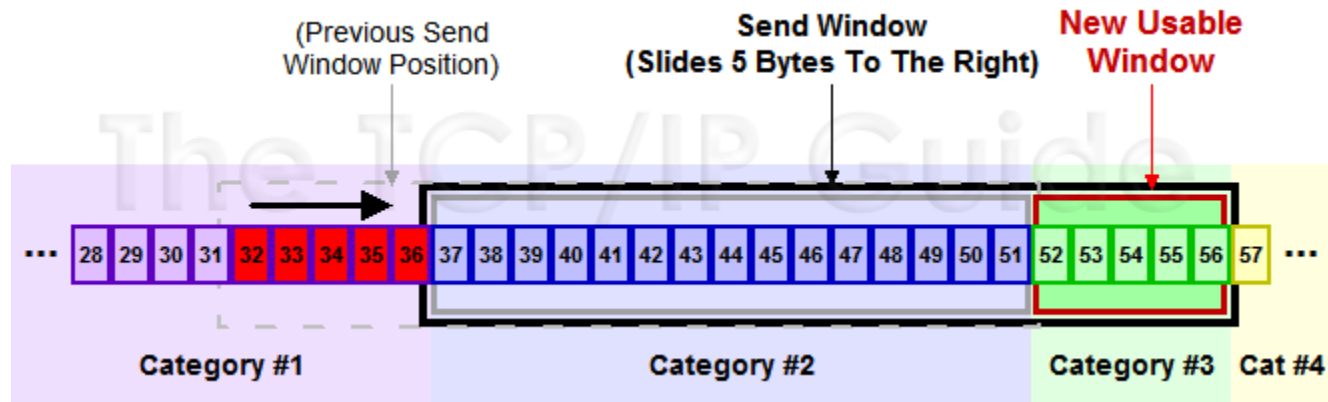 (Previous Send
Window Position)
Send Window
(Slides 5 Bytes To The Right)
New Usable
Window
The TCP/IP Guide
... 28 29 30 31 32 33 34 35 36 37 38 39 40 41 42 43 44 45 46 47 48 49 50 51 52 53 54 55 56 57 ...
Category #1
Category #2
Category #3
Cat #4